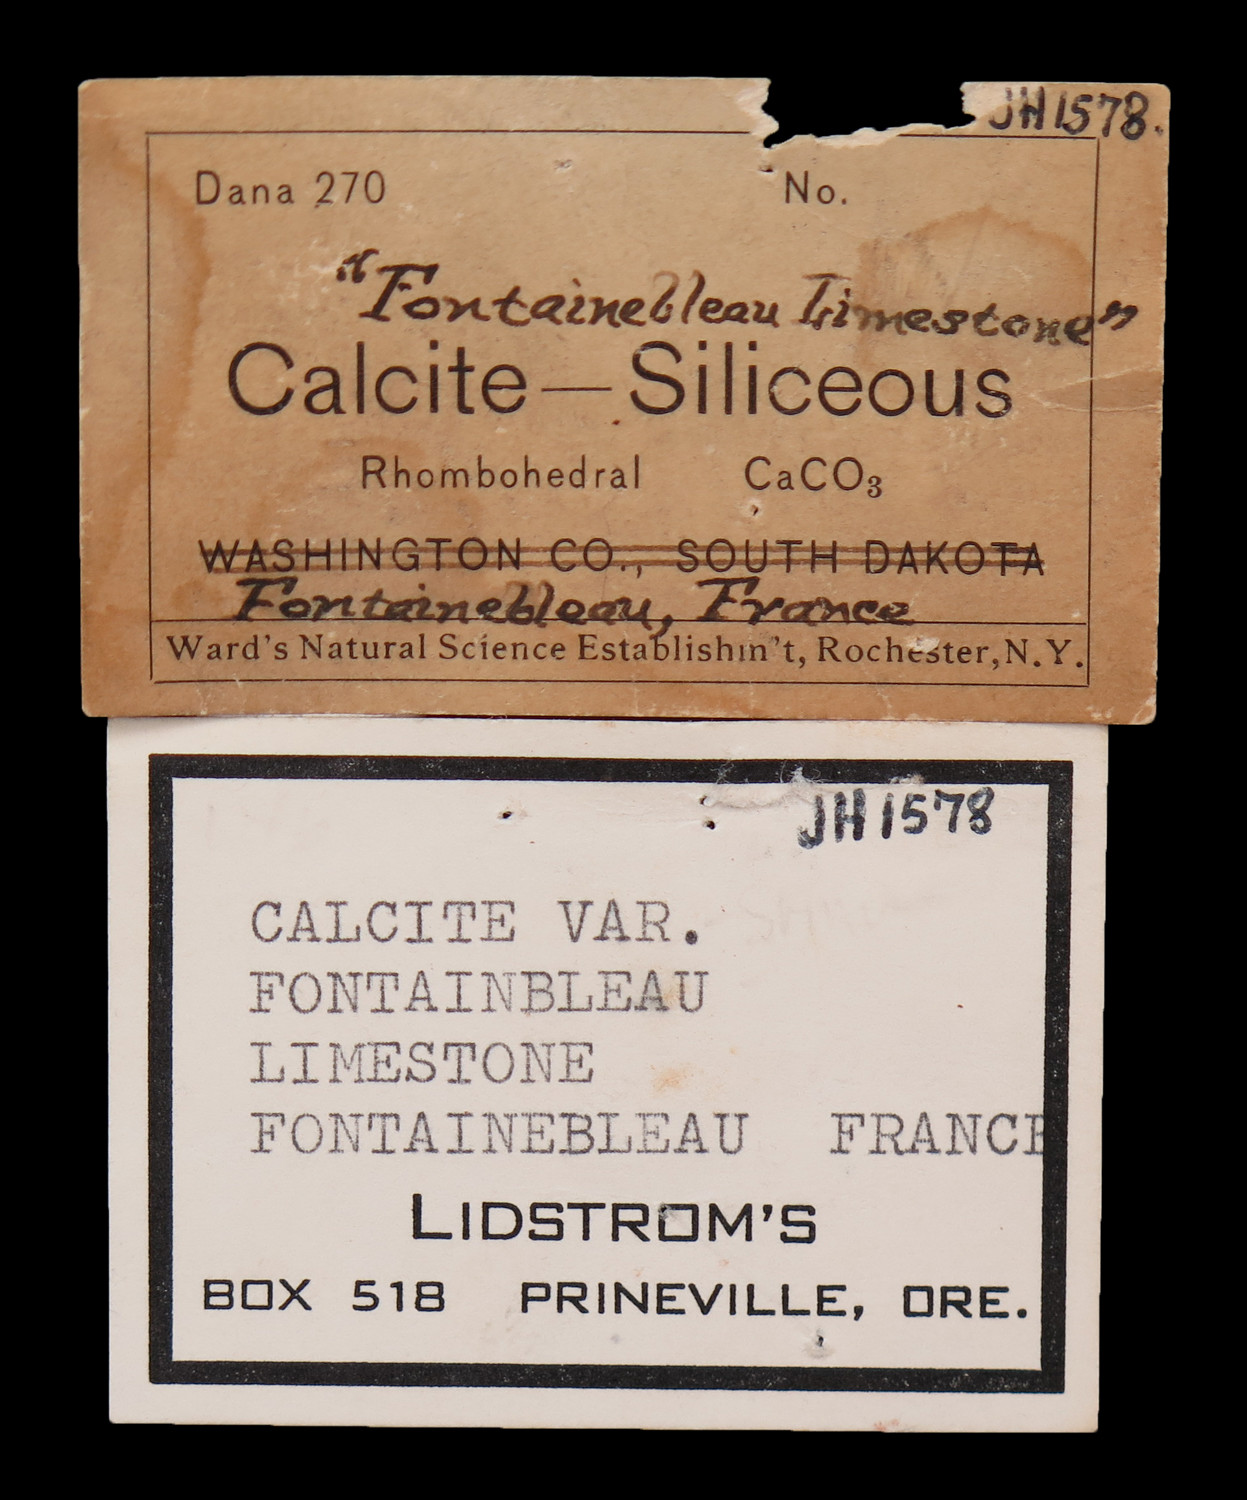 JH1578.
Dana 270 No.
"Fontainebleau Limestone"
Calcite—Siliceous
Rhombohedral CaCO₃
WASHINGTON CO., SOUTH DAKOTA
Fontainebleau, France
Ward's Natural Science Establishm't, Rochester, N.Y.
JH1578
CALCITE VAR.
FONTAINBLEAU
LIMESTONE
FONTAINEBLEAU FRANCE
LIDSTROM'S
BOX 518 PRINEVILLE, ORE.